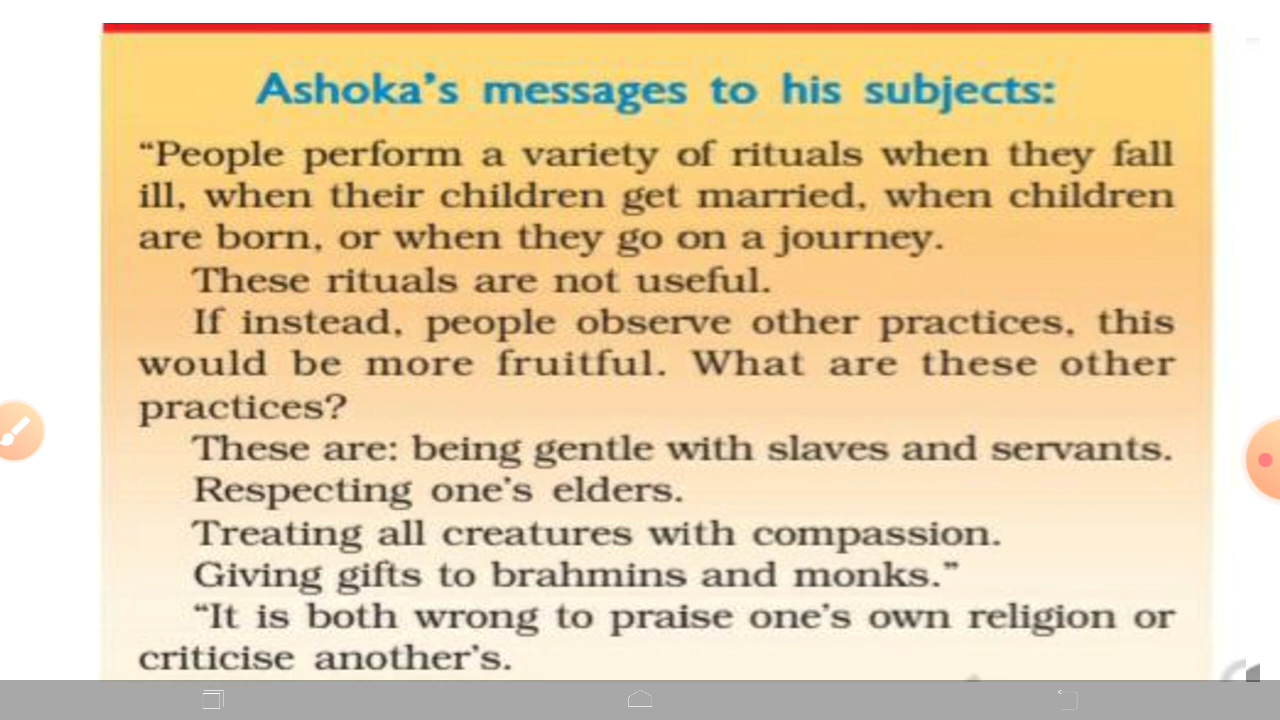 Ashoka's messages to his subjects:
“People perform a variety of rituals when they fall
ill, when their children get married, when children
are born, or when they go on a journey.
These rituals are not useful.
If instead, people observe other practices, this
would be more fruitful. What are these other
practices?
These are: being gentle with slaves and servants.
Respecting one's elders.
Treating all creatures with compassion.
Giving gifts to brahmins and monks.”
“It is both wrong to praise one's own religion or
criticise another's.